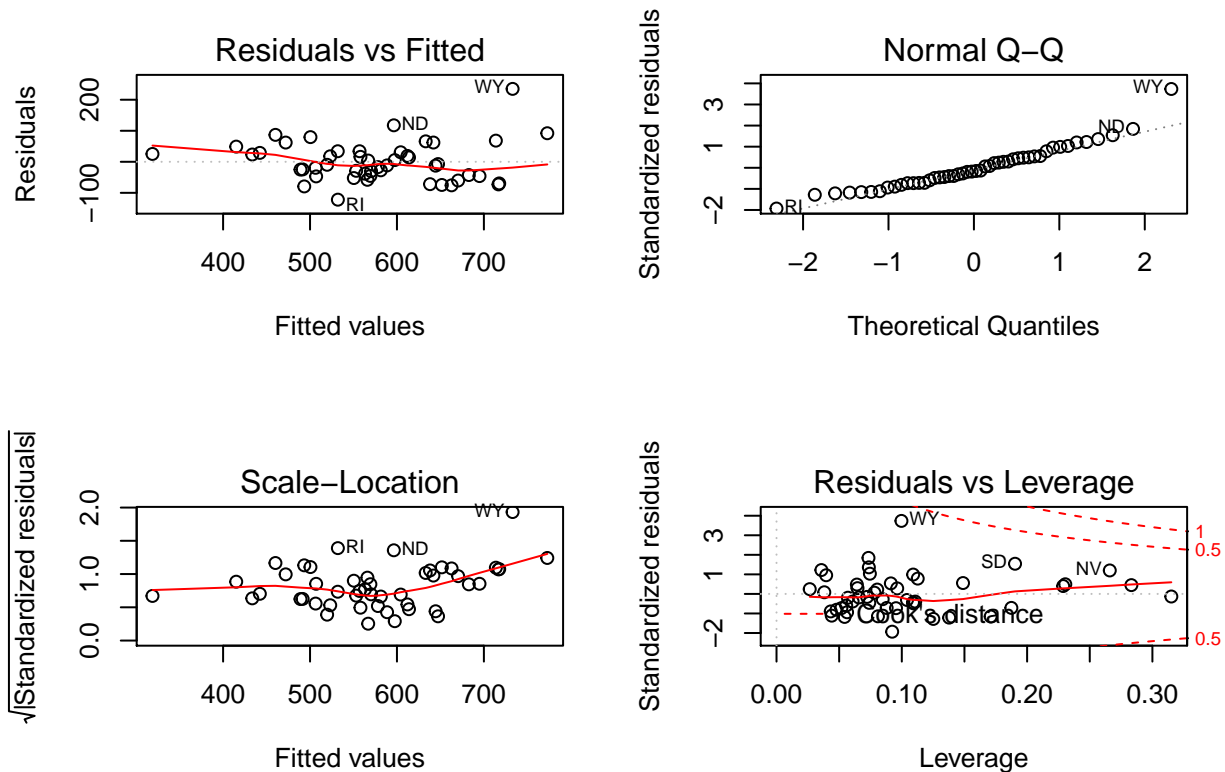 Residuals vs Fitted
Residuals
200
−100
WY
ND
RI
400 500 600 700
Fitted values
Normal Q−Q
Standardized residuals
3
1
−2
WY
ND
RI
−2 −1 0 1 2
Theoretical Quantiles
Scale−Location
√|Standardized residuals|
2.0
1.0
0.0
WY
RI
ND
400 500 600 700
Fitted values
Residuals vs Leverage
Standardized residuals
3
1
−2
WY
SD
NV
1
0.5
0.5
Cook's distance
0.00 0.10 0.20 0.30
Leverage